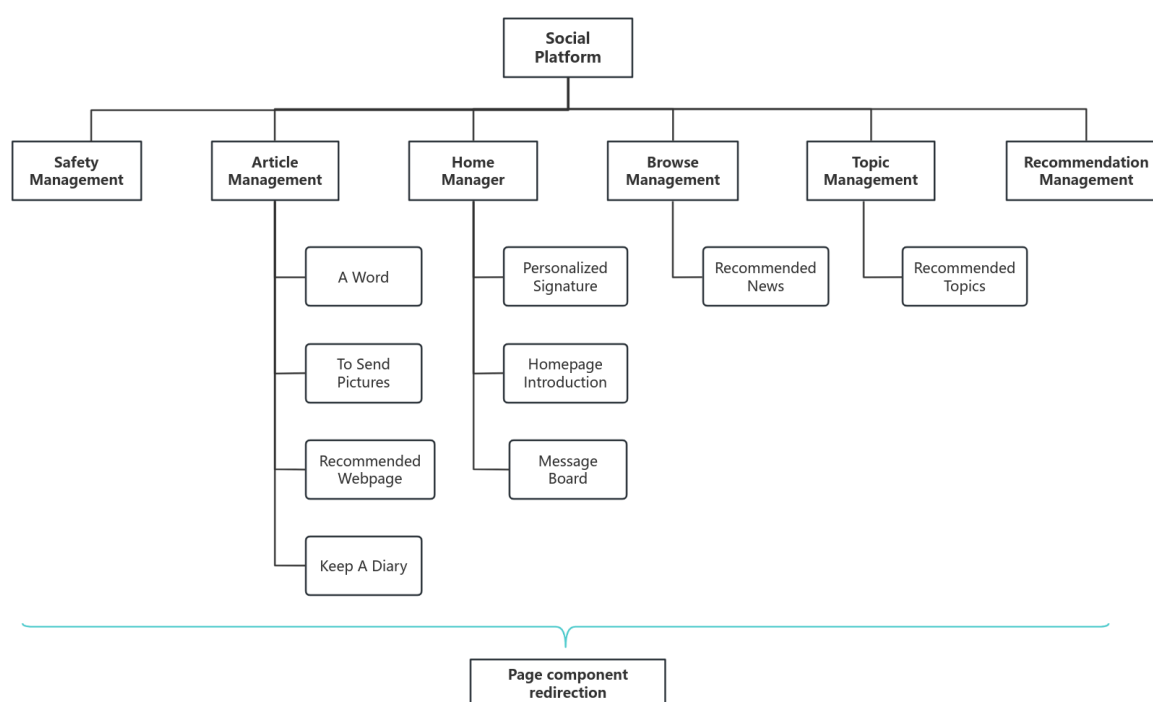 Social
Platform
Safety
Management
Article
Management
Home
Manager
Browse
Management
Topic
Management
Recommendation
Management
A Word
Personalized
Signature
Recommended
News
Recommended
Topics
To Send
Pictures
Homepage
Introduction
Recommended
Webpage
Message
Board
Keep A Diary
Page component
redirection